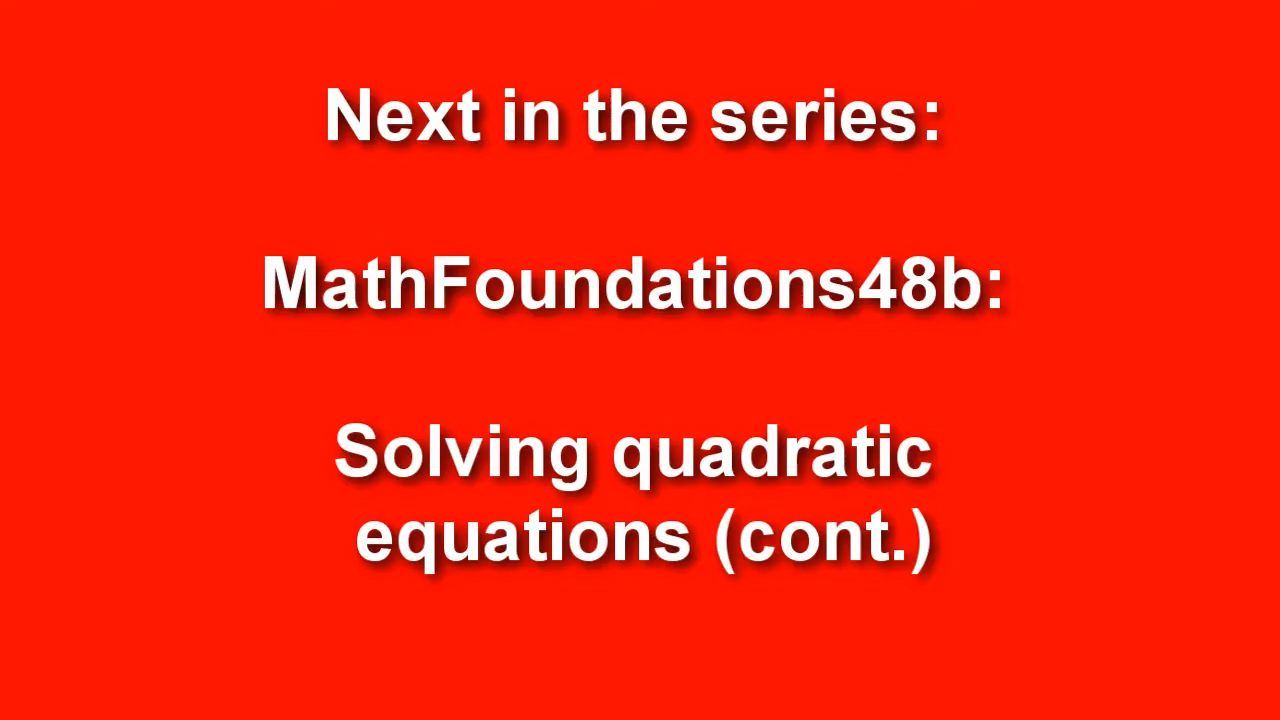 Next in the series:
MathFoundations48b:
Solving quadratic
equations (cont.)